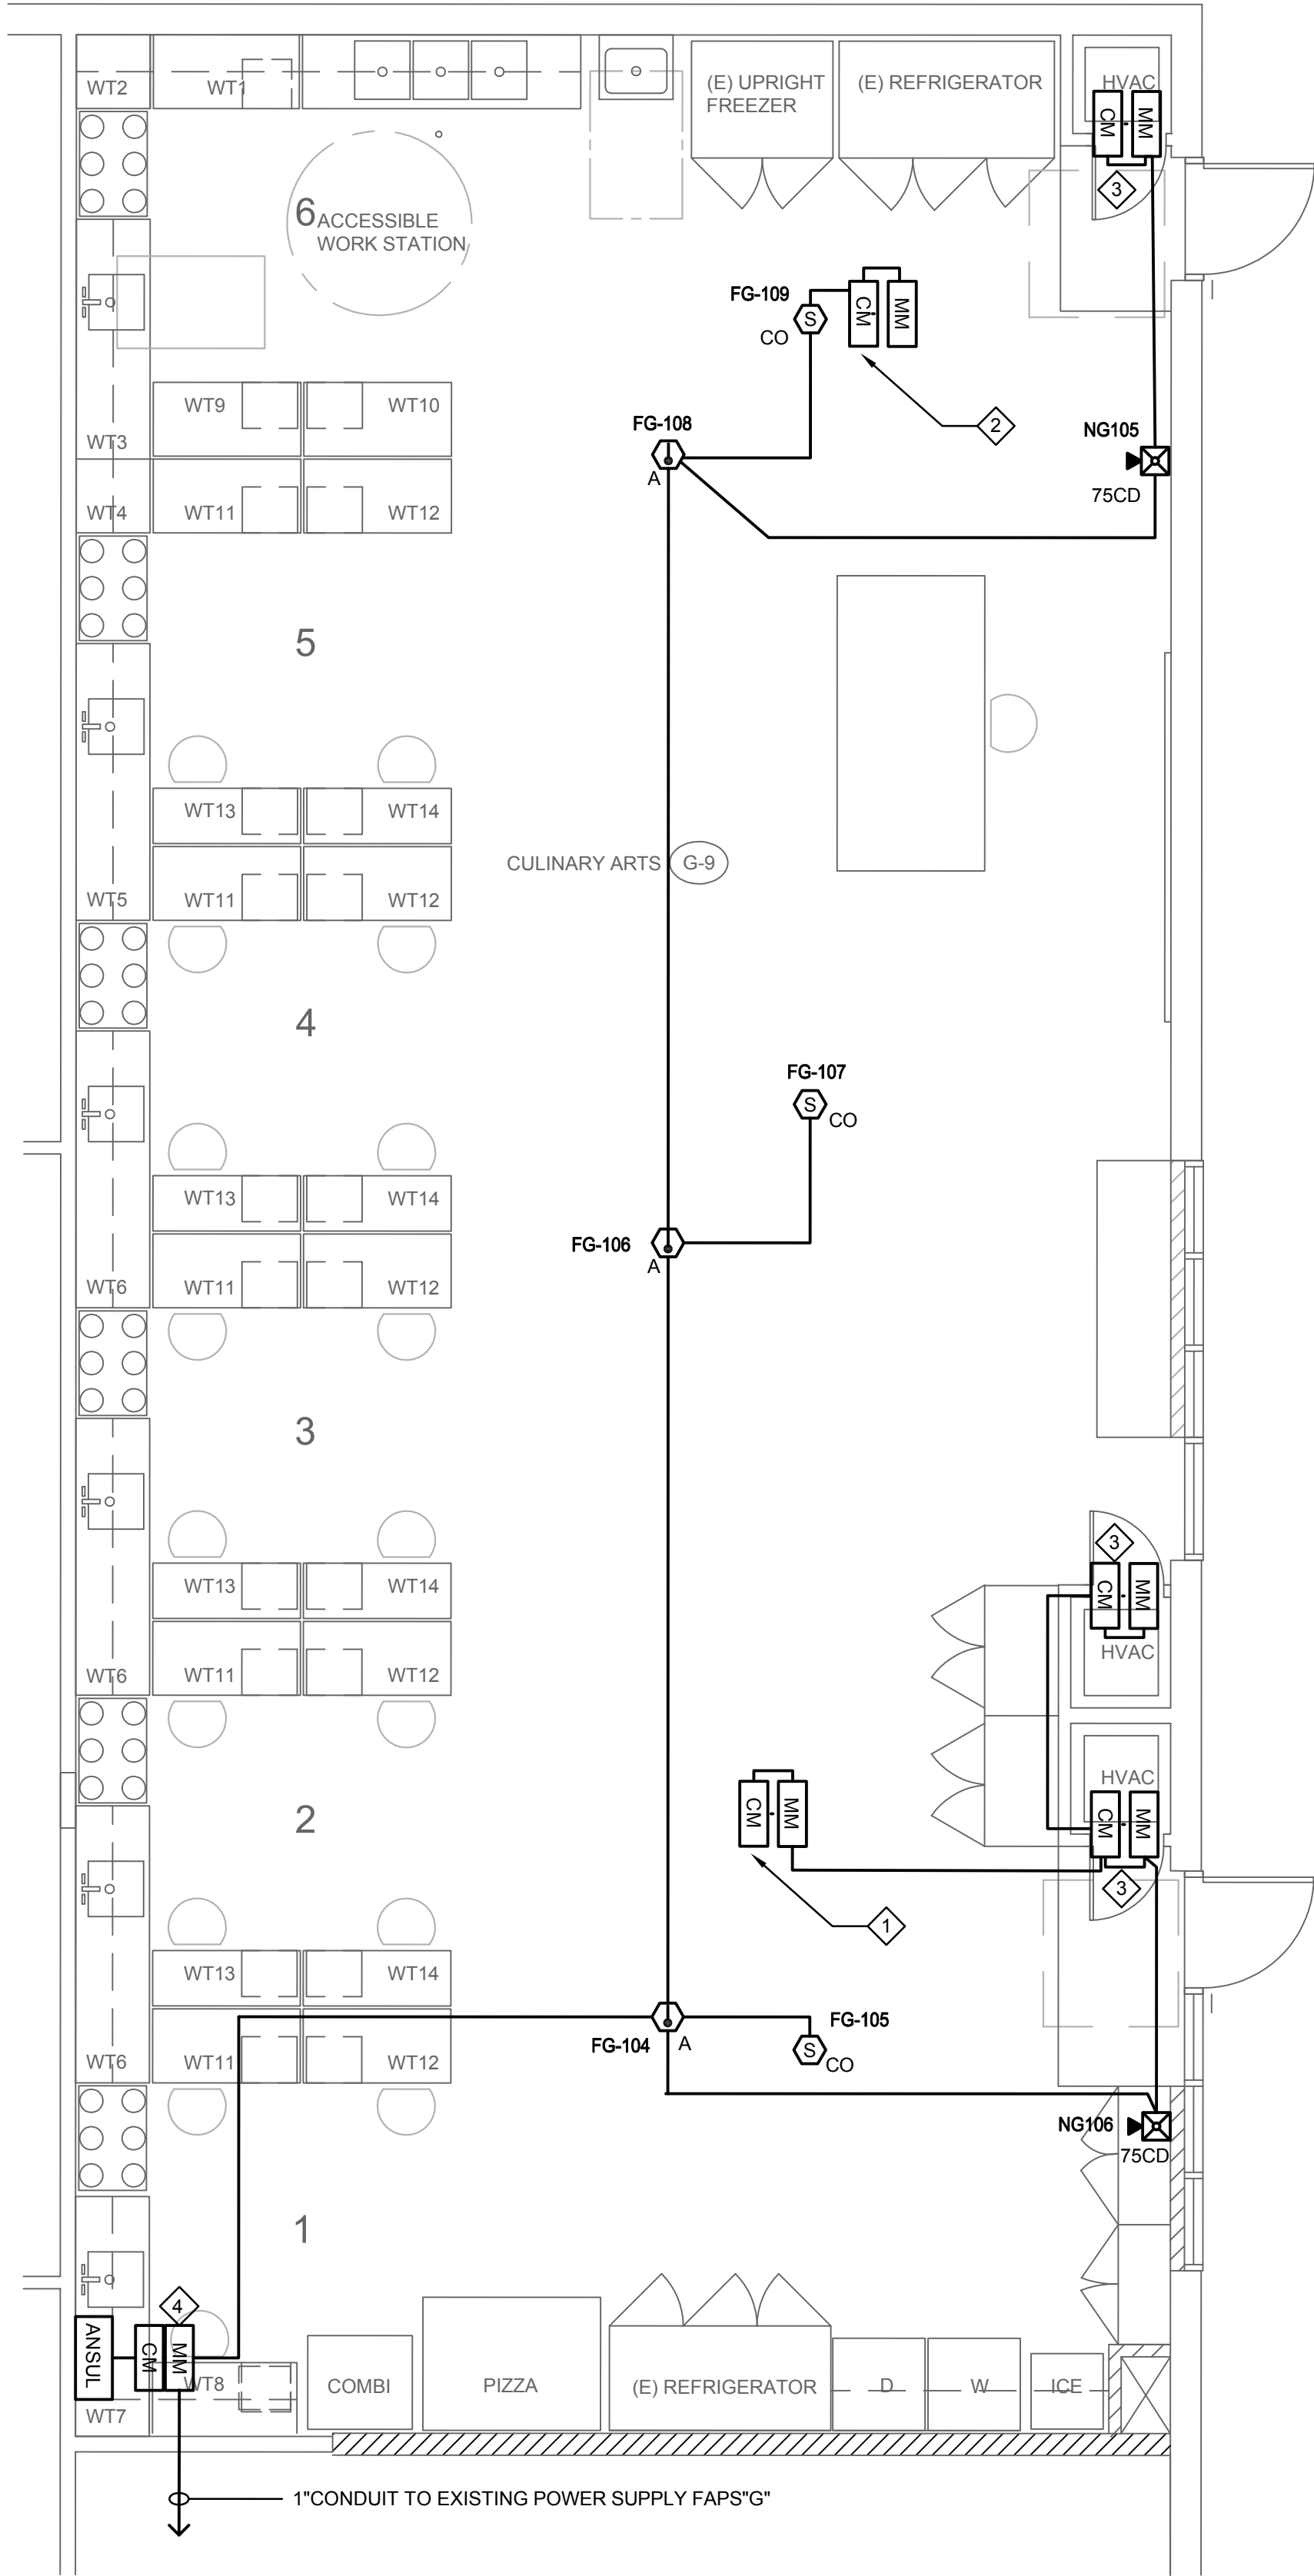 WT2
WT1
(E) UPRIGHT
FREEZER
(E) REFRIGERATOR
HVAC
CM
MM
3
6
ACCESSIBLE
WORK STATION
FG-109
S
CO
CM
MM
2
WT9
WT10
WT3
FG-108
A
NG105
75CD
WT4
WT11
WT12
5
WT13
WT14
CULINARY ARTS
G-9
WT5
WT11
WT12
4
FG-107
S
CO
WT13
WT14
FG-106
A
WT6
WT11
WT12
3
3
CM
MM
HVAC
WT13
WT14
WT6
WT11
WT12
2
HVAC
CM
MM
CM
MM
3
1
WT13
WT14
FG-105
FG-104
A
S
CO
WT6
WT11
WT12
NG106
75CD
1
4
ANSUL
CM
MM
WT8
COMBI
PIZZA
(E) REFRIGERATOR
D
W
ICE
WT7
1"CONDUIT TO EXISTING POWER SUPPLY FAPS"G"